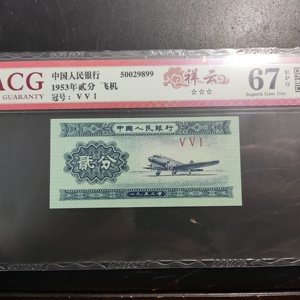 ACG
GUARANTY
中国人民银行 50029899
1953年贰分 飞机
冠号: V V I
祥云
67 EPQ
Superb Gem Unc
中国人民银行
V V I
贰分
一九五三年